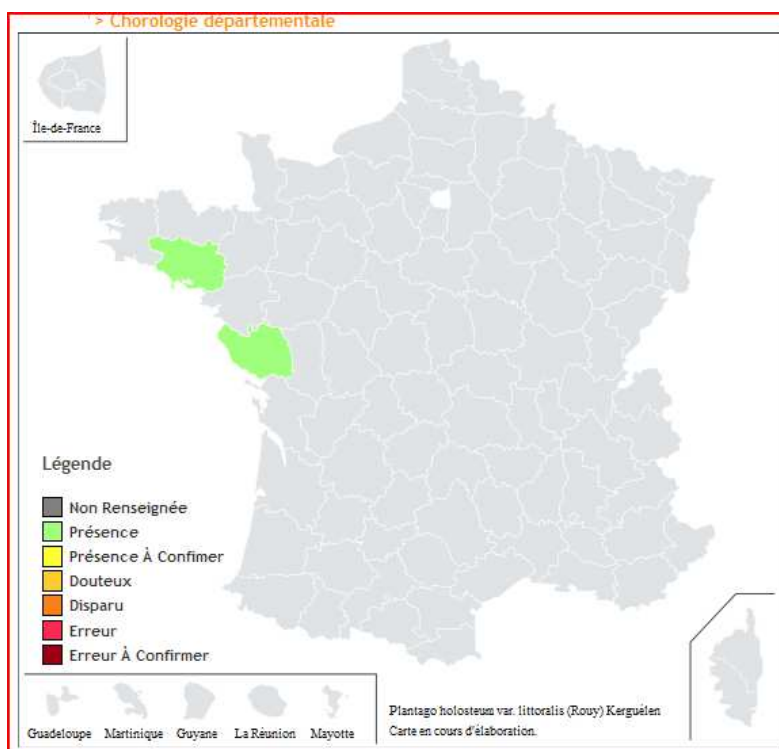 > Chorologie départementale
Île-de-France
Légende
Non Renseignée
Présence
Présence À Confimer
Douteux
Disparu
Erreur
Erreur À Confirmer
Guadeloupe Martinique Guyane La Réunion Mayotte
Plantago holosteum var. littoralis (Rouy) Kerguélen
Carte en cours d'élaboration.